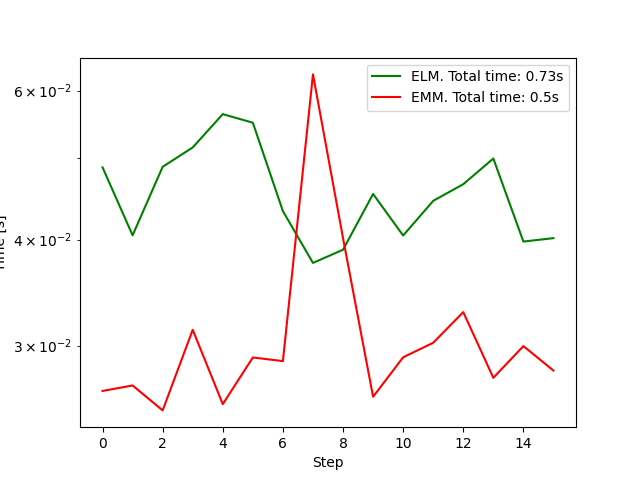 ELM. Total time: 0.73s
EMM. Total time: 0.5s
6 × 10⁻²
4 × 10⁻²
3 × 10⁻²
Time [s]
0 2 4 6 8 10 12 14
Step